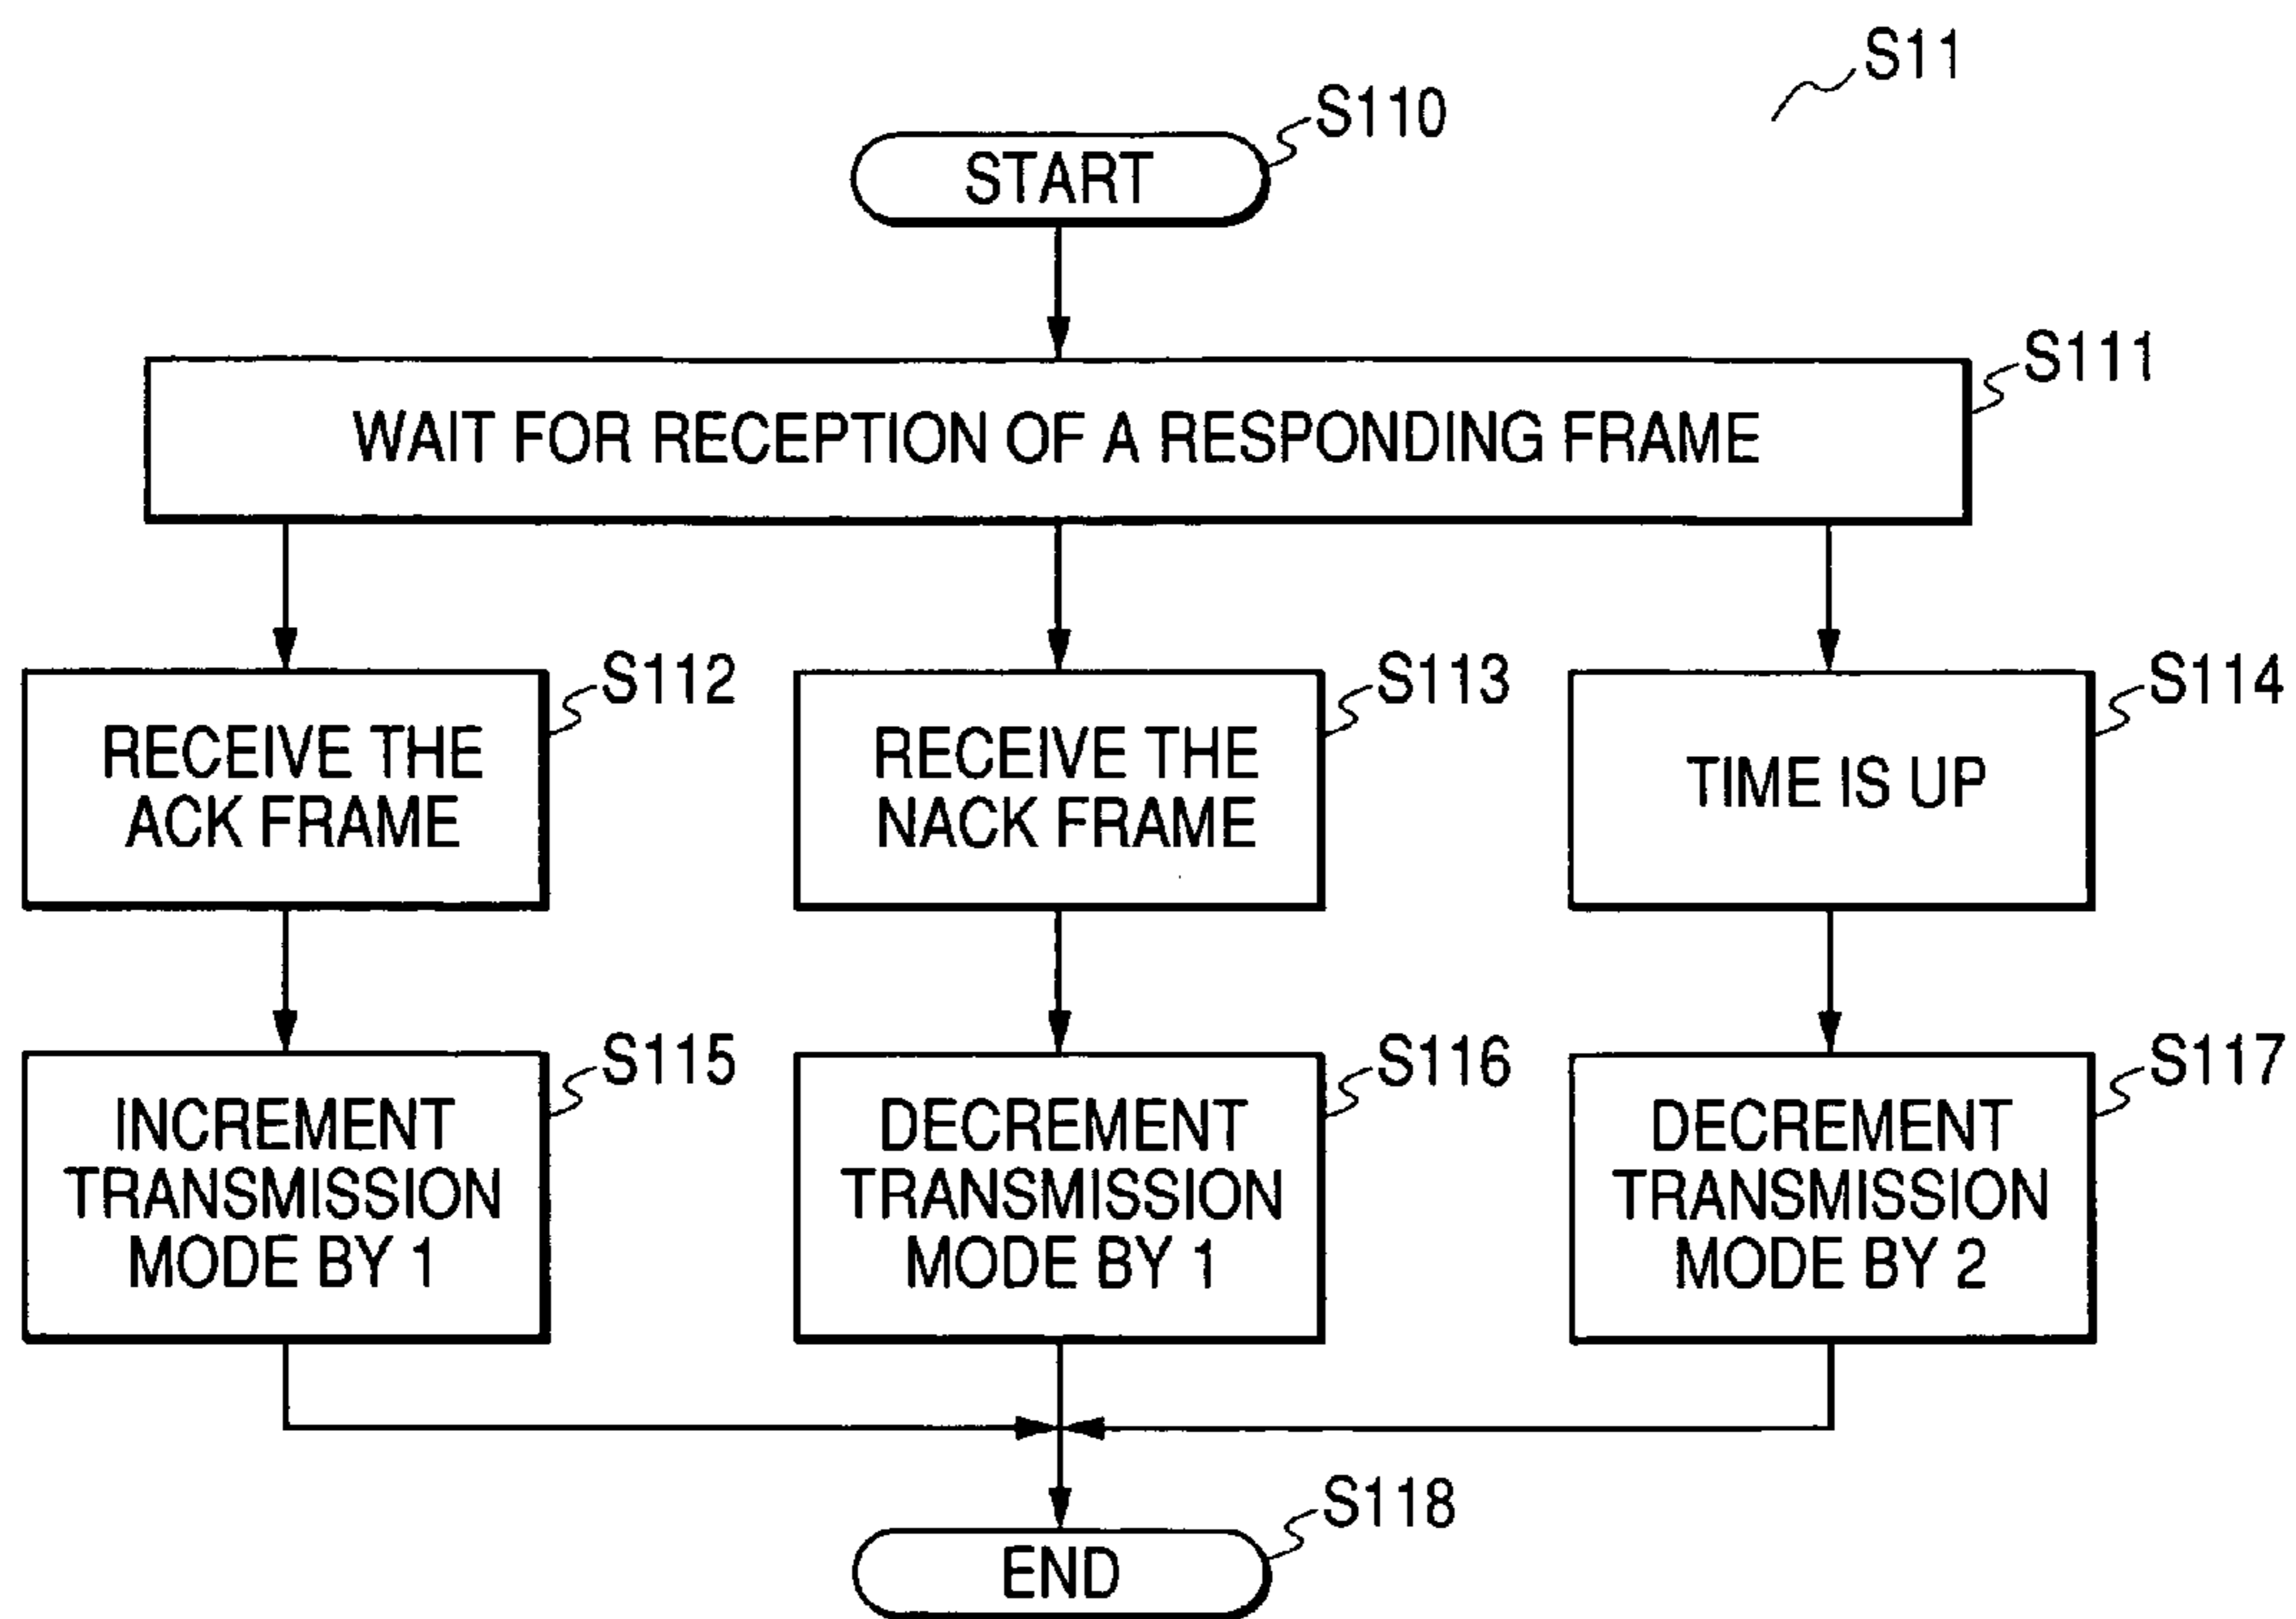 S11
S110
START
S111
WAIT FOR RECEPTION OF A RESPONDING FRAME
S112
RECEIVE THE
ACK FRAME
S113
RECEIVE THE
NACK FRAME
S114
TIME IS UP
S115
INCREMENT
TRANSMISSION
MODE BY 1
S116
DECREMENT
TRANSMISSION
MODE BY 1
S117
DECREMENT
TRANSMISSION
MODE BY 2
S118
END